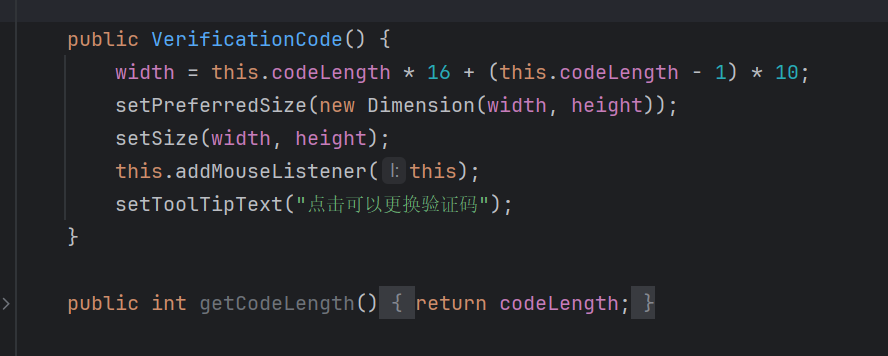 public VerificationCode() {
width = this.codeLength * 16 + (this.codeLength - 1) * 10;
setPreferredSize(new Dimension(width, height));
setSize(width, height);
this.addMouseListener( l: this);
setToolTipText("点击可以更换验证码");
}
public int getCodeLength() { return codeLength; }